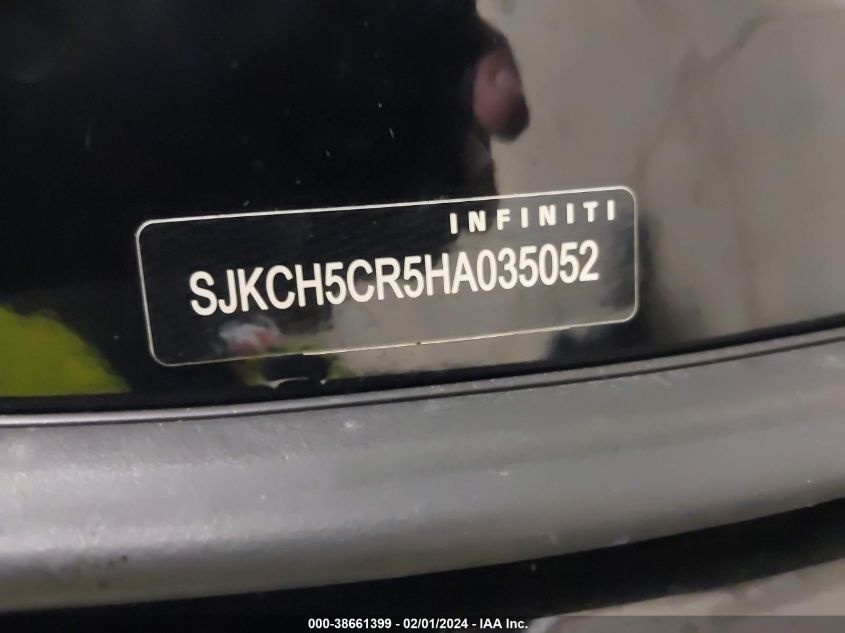 INFINITI
SJKCH5CR5HA035052
000-38661399 - 02/01/2024 - IAA Inc.